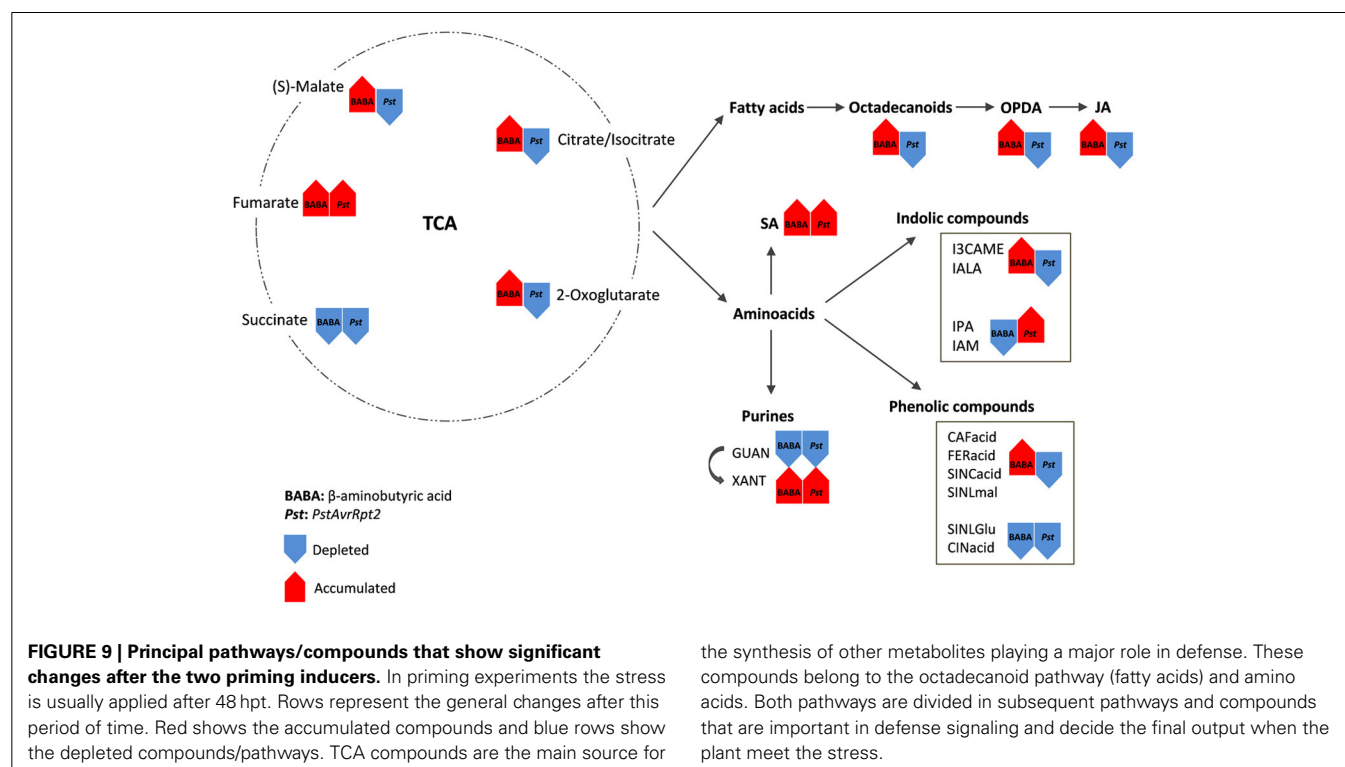 (S)-Malate
BABA Pst
BABA Pst
Citrate/Isocitrate
Fumarate
BABA Pst
TCA
Succinate
BABA Pst
BABA Pst
2-Oxoglutarate
Fatty acids
Octadecanoids
OPDA
JA
BABA Pst
BABA Pst
BABA Pst
SA
BABA Pst
Aminoacids
Indolic compounds
I3CAME
IALA
BABA Pst
IPA
IAM
BABA Pst
Purines
GUAN
BABA Pst
XANT
BABA Pst
Phenolic compounds
CAFacid
FERacid
SINCacid
SINLmal
BABA Pst
SINLGlu
CINacid
BABA Pst
BABA: β-aminobutyric acid
Pst: PstAvrRpt2
Depleted
Accumulated
FIGURE 9 | Principal pathways/compounds that show significant
changes after the two priming inducers. In priming experiments the stress
is usually applied after 48 hpt. Rows represent the general changes after this
period of time. Red shows the accumulated compounds and blue rows show
the depleted compounds/pathways. TCA compounds are the main source for
the synthesis of other metabolites playing a major role in defense. These
compounds belong to the octadecanoid pathway (fatty acids) and amino
acids. Both pathways are divided in subsequent pathways and compounds
that are important in defense signaling and decide the final output when the
plant meet the stress.